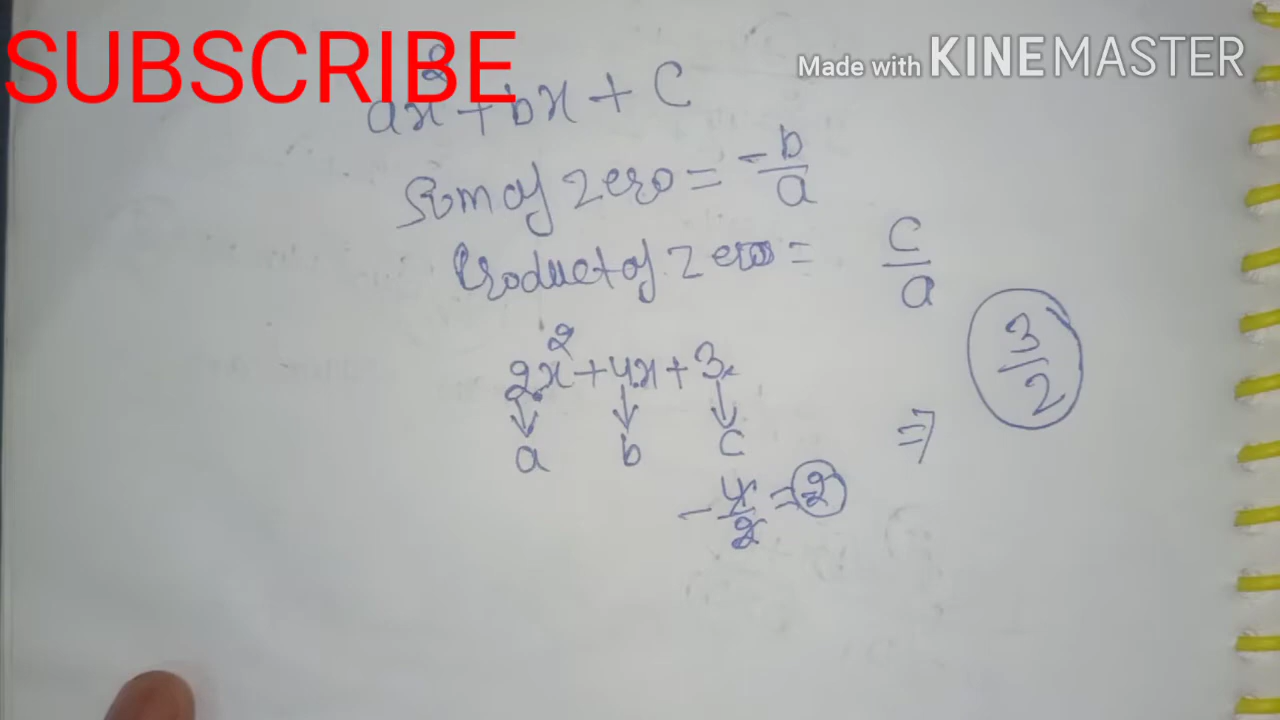 SUBSCRIBE
Made with KINEMASTER
ax² + bx + C
Sum of Zero = -b/a
Product of Zeros = C/a
2x² + 4x + 3
a b c
⇒ 3/2
-4/2 = 2